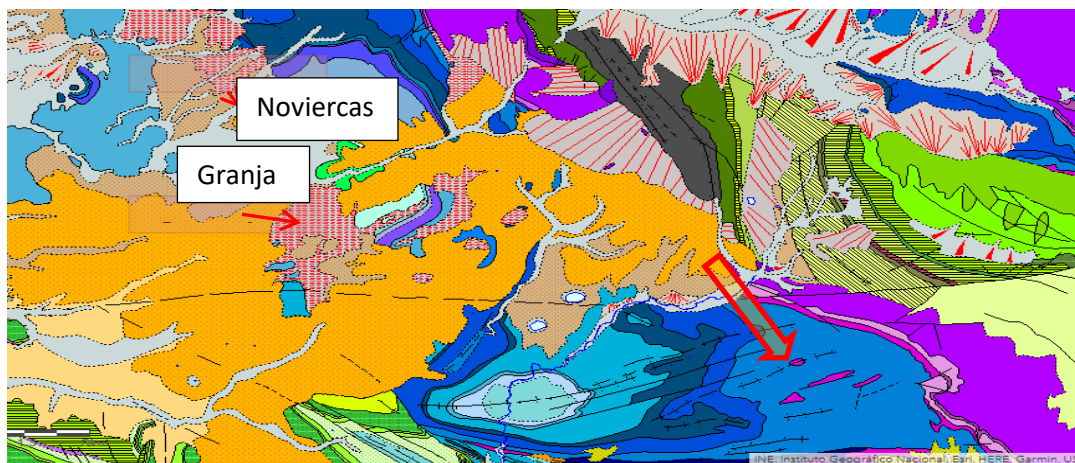 Noviercas
Granja
INE, Instituto Geográfico Nacional, Esri, HERE, Garmin, US